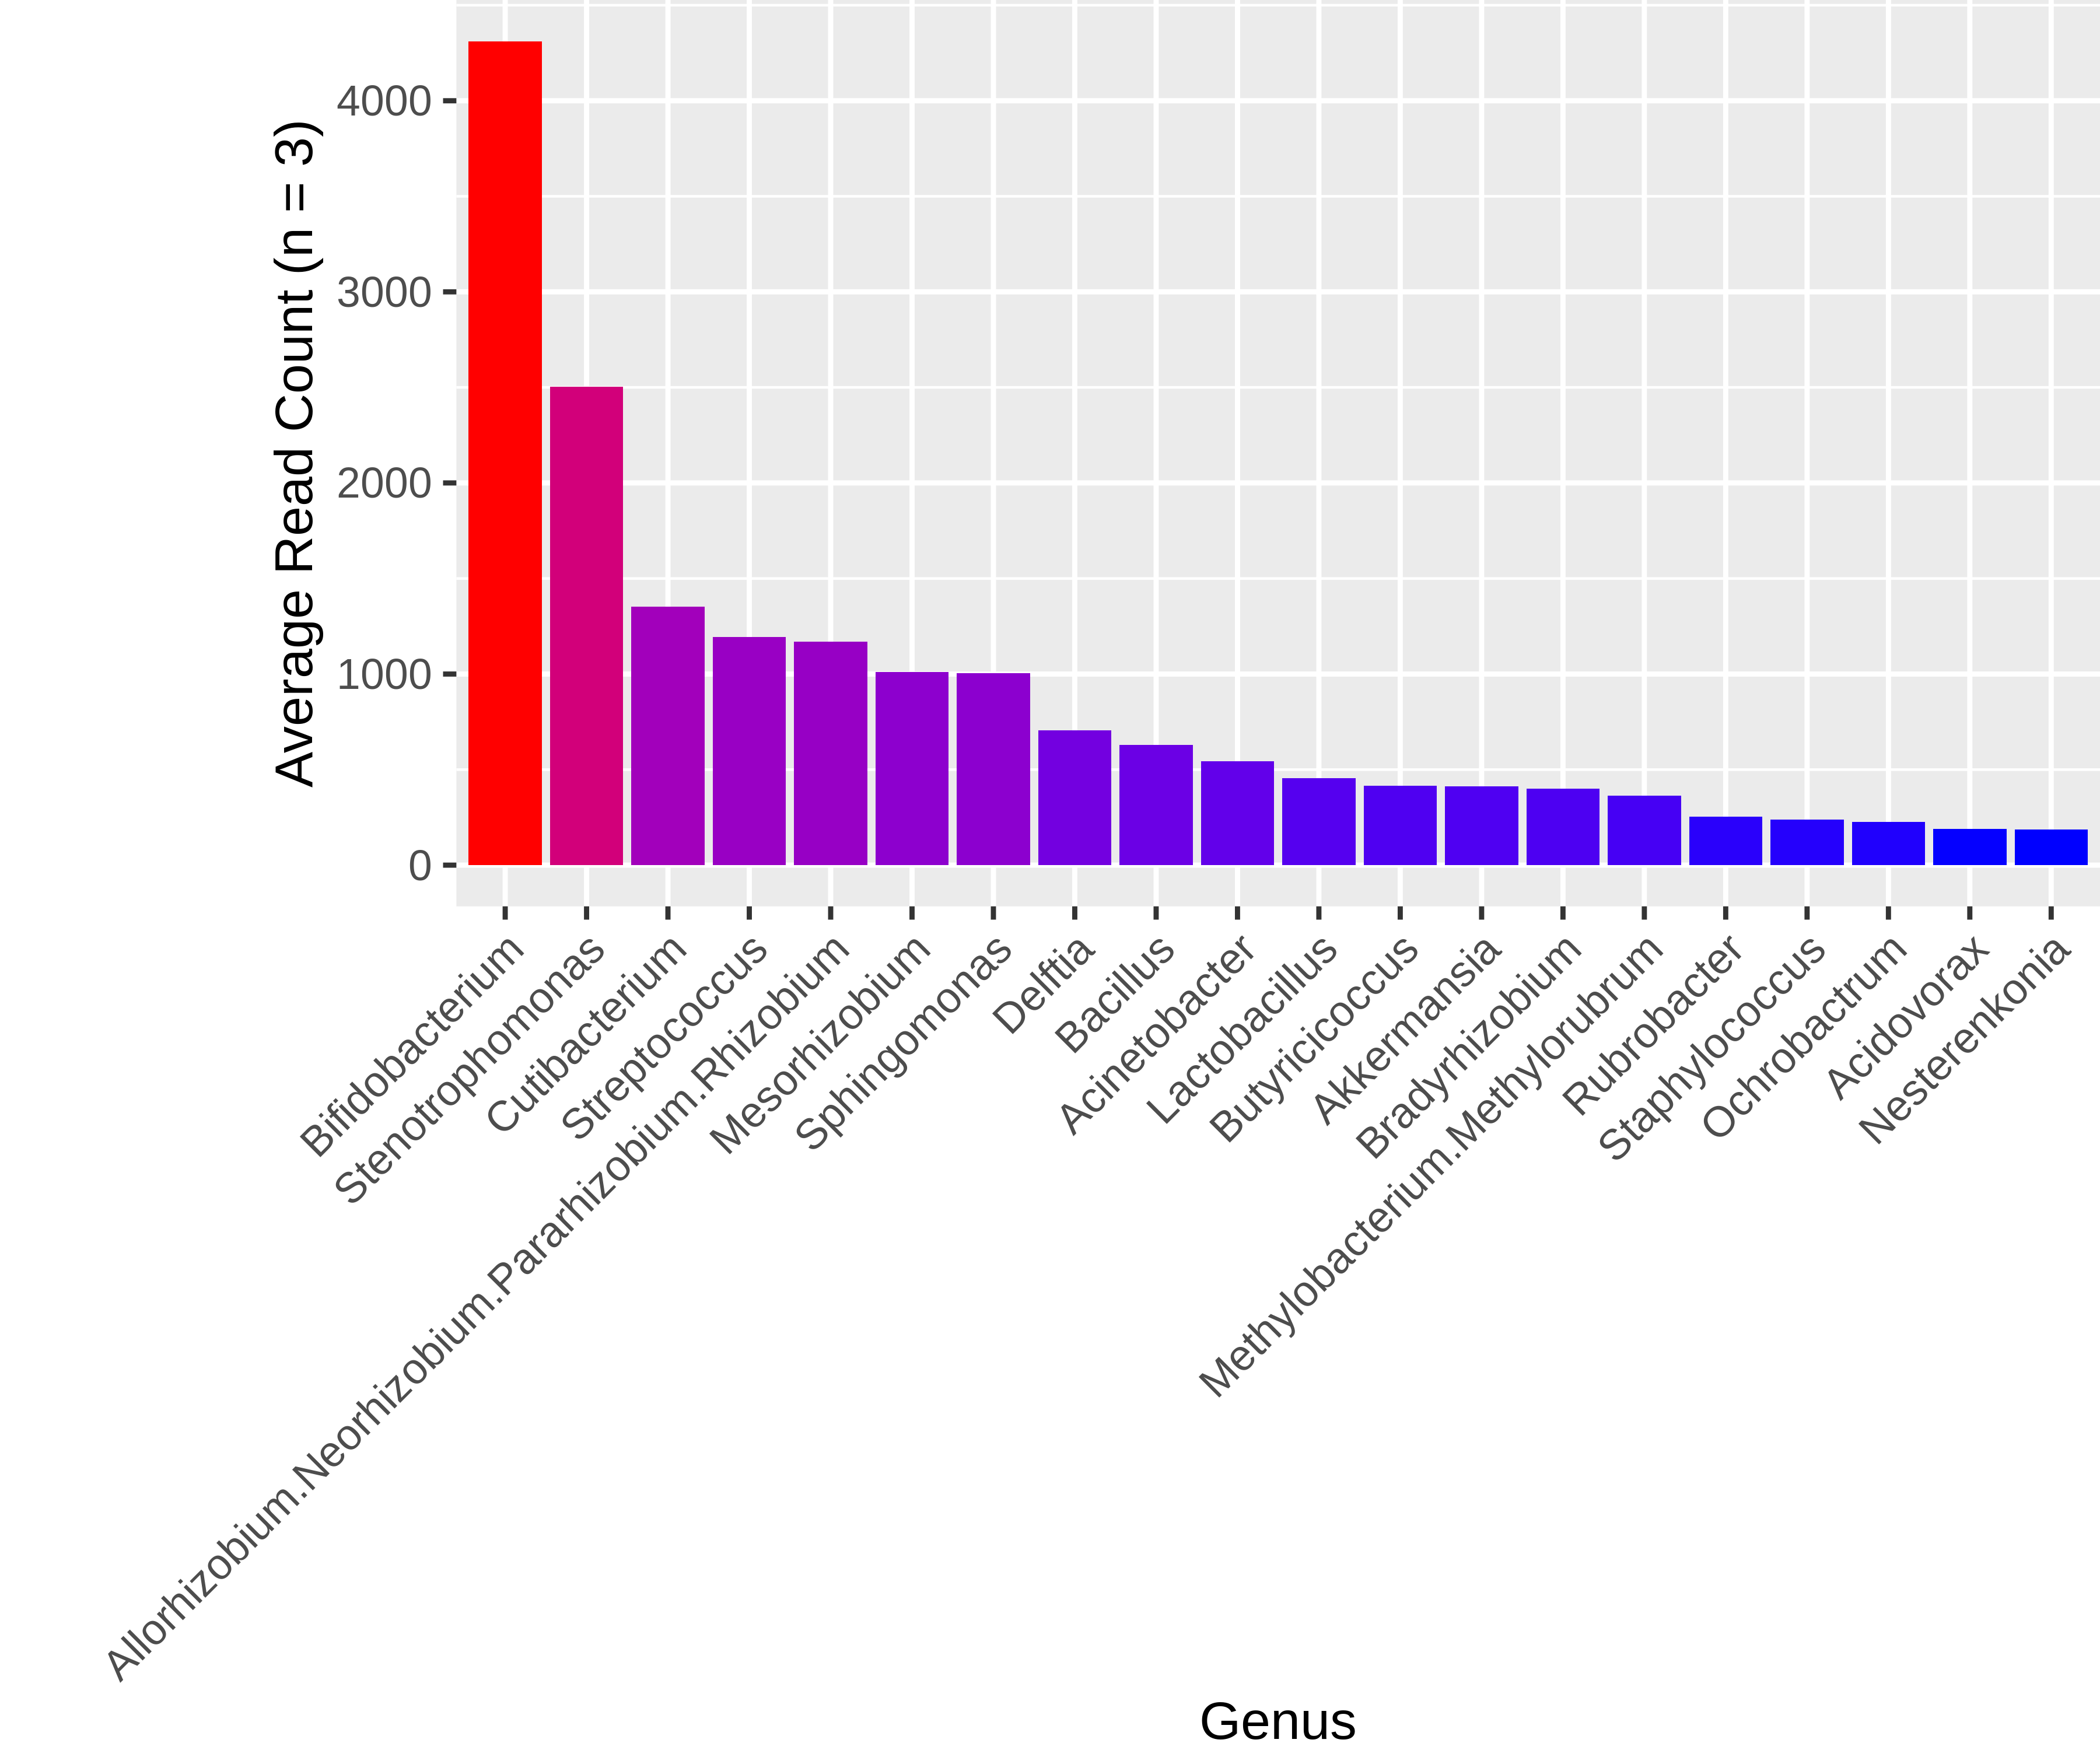 Average Read Count (n = 3)
4000
3000
2000
1000
0
Bifidobacterium
Stenotrophomonas
Cutibacterium
Streptococcus
Allorhizobium.Neorhizobium.Pararhizobium.Rhizobium
Mesorhizobium
Sphingomonas
Delftia
Bacillus
Acinetobacter
Lactobacillus
Butyricicoccus
Akkermansia
Bradyrhizobium
Methylobacterium.Methylorubrum
Rubrobacter
Staphylococcus
Ochrobactrum
Acidovorax
Nesterenkonia
Genus